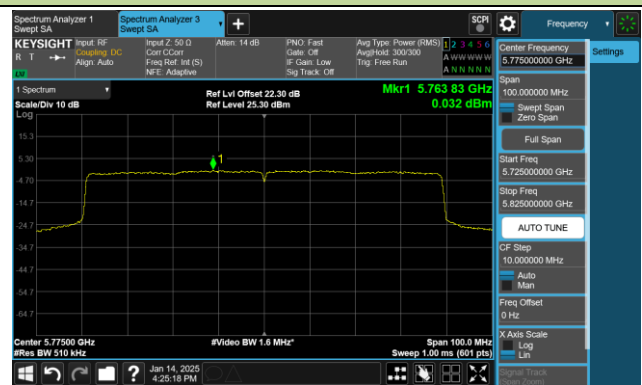 Spectrum Analyzer 1
Swept SA
Spectrum Analyzer 3
Swept SA
SCPI
Frequency
KEYSIGHT
R T
Input: RF
Coupling: DC
Align: Auto
Input Z: 50 Ω
Corr CCorr
Freq Ref: Int (S)
NFE: Adaptive
Atten: 14 dB
PNO: Fast
Gate: Off
IF Gain: Low
Sig Track: Off
Avg Type: Power (RMS)
Avg|Hold: 300/300
Trig: Free Run
1 2 3 4 5 6
A W W W W W
A N N N N N
1 Spectrum
Scale/Div 10 dB
Log
Ref Lvl Offset 22.30 dB
Ref Level 25.30 dBm
Mkr1 5.763 83 GHz
0.032 dBm
15.3
5.30
-4.70
-14.7
-24.7
-34.7
-44.7
-54.7
-64.7
1
Center 5.77500 GHz
#Res BW 510 kHz
#Video BW 1.6 MHz*
Span 100.0 MHz
Sweep 1.00 ms (601 pts)
Jan 14, 2025
4:25:18 PM
Center Frequency
5.775000000 GHz
Settings
Span
100.000000 MHz
Swept Span
Zero Span
Full Span
Start Freq
5.725000000 GHz
Stop Freq
5.825000000 GHz
AUTO TUNE
CF Step
10.000000 MHz
Auto
Man
Freq Offset
0 Hz
X Axis Scale
Log
Lin
Signal Track
(Span Zoom)